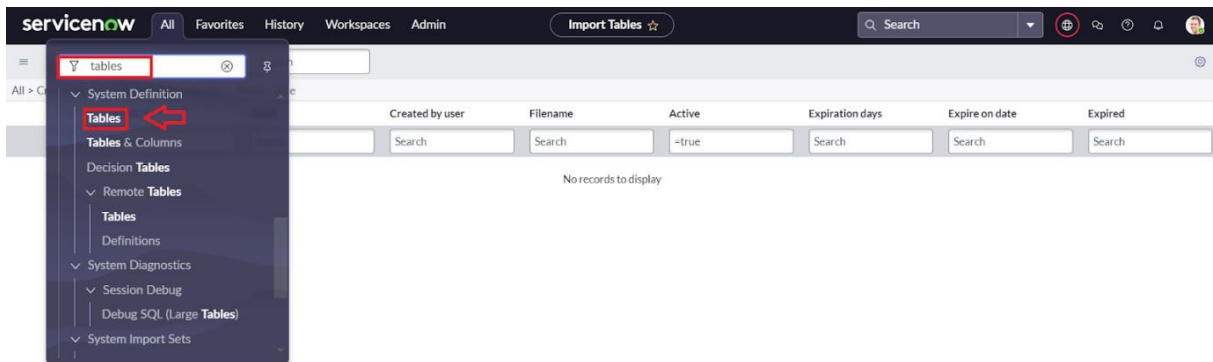 servicenow All Favorites History Workspaces Admin Import Tables Search
tables
All > C
System Definition
Tables
Created by user Filename Active Expiration days Expire on date Expired
Tables & Columns
Search Search =true Search Search Search
Decision Tables
No records to display
Remote Tables
Tables
Definitions
System Diagnostics
Session Debug
Debug SQL (Large Tables)
System Import Sets